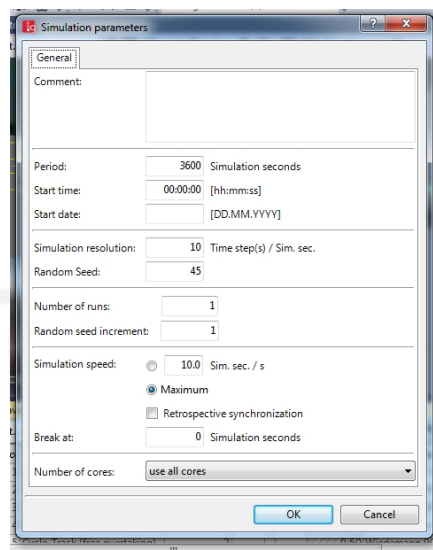 Simulation parameters
General
Comment:
Period: 3600 Simulation seconds
Start time: 00:00:00 [hh:mm:ss]
Start date: [DD.MM.YYYY]
Simulation resolution: 10 Time step(s) / Sim. sec.
Random Seed: 45
Number of runs: 1
Random seed increment: 1
Simulation speed: 10.0 Sim. sec. / s
Maximum
Retrospective synchronization
Break at: 0 Simulation seconds
Number of cores: use all cores
OK Cancel